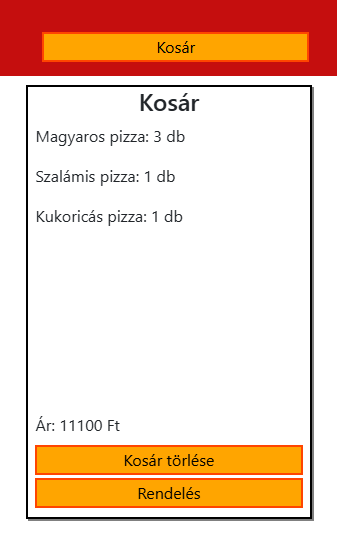 Kosár
Kosár
Magyaros pizza: 3 db
Szalámis pizza: 1 db
Kukoricás pizza: 1 db
Ár: 11100 Ft
Kosár törlése
Rendelés